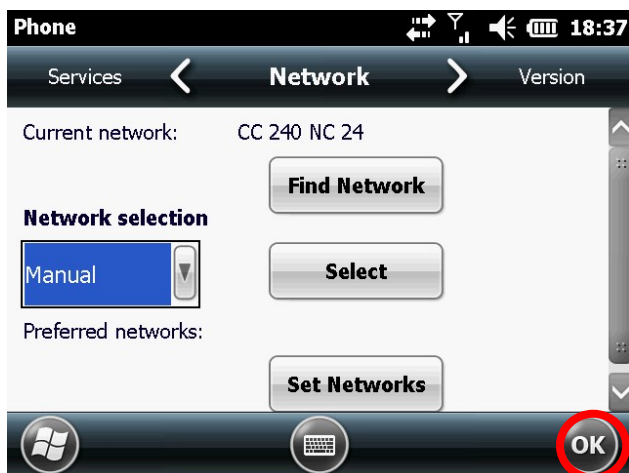 Phone 18:37
Services Network Version
Current network: CC 240 NC 24
Find Network
Network selection
Manual Select
Preferred networks:
Set Networks
OK